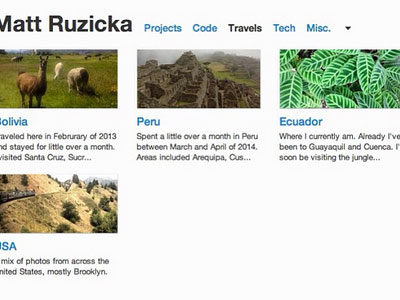 Matt Ruzicka Projects Code Travels Tech Misc.
Bolivia
Traveled here in Februrary of 2013
and stayed for little over a month.
visited Santa Cruz, Sucr...
Peru
Spent a little over a month in Peru
between March and April of 2014.
Areas included Arequipa, Cus...
Ecuador
Where I currently am. Already I've
been to Guayaquil and Cuenca. I'
soon be visiting the jungle...
USA
mix of photos from across the
United States, mostly Brooklyn.